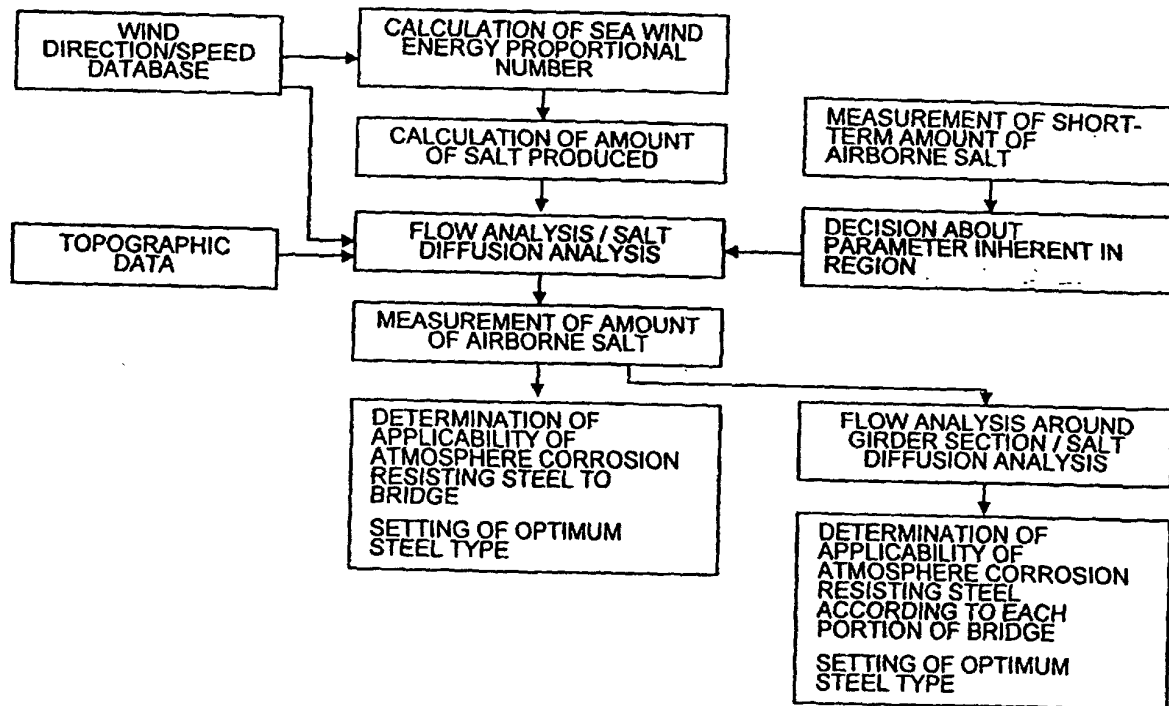 WIND
DIRECTION/SPEED
DATABASE
CALCULATION OF SEA WIND
ENERGY PROPORTIONAL
NUMBER
CALCULATION OF AMOUNT
OF SALT PRODUCED
MEASUREMENT OF SHORT-
TERM AMOUNT OF
AIRBORNE SALT
TOPOGRAPHIC
DATA
FLOW ANALYSIS / SALT
DIFFUSION ANALYSIS
DECISION ABOUT
PARAMETER INHERENT IN
REGION
MEASUREMENT OF AMOUNT
OF AIRBORNE SALT
DETERMINATION OF
APPLICABILITY OF
ATMOSPHERE CORROSION
RESISTING STEEL TO
BRIDGE
SETTING OF OPTIMUM
STEEL TYPE
FLOW ANALYSIS AROUND
GIRDER SECTION / SALT
DIFFUSION ANALYSIS
DETERMINATION OF
APPLICABILITY OF
ATMOSPHERE CORROSION
RESISTING STEEL
ACCORDING TO EACH
PORTION OF BRIDGE
SETTING OF OPTIMUM
STEEL TYPE